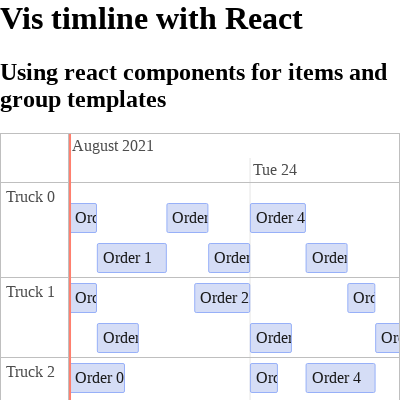 Vis timline with React
Using react components for items and
group templates
August 2021
Tue 24
Truck 0
Ord Order Order 4
Order 1 Order Order
Truck 1
Ord Order 2 Ord
Order Order Or
Truck 2
Order 0 Ord Order 4